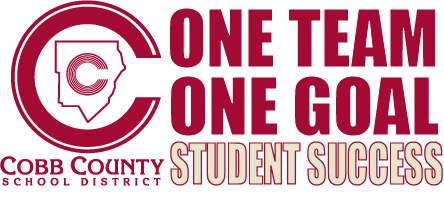 COBB COUNTY
SCHOOL DISTRICT
ONE TEAM
ONE GOAL
STUDENT SUCCESS